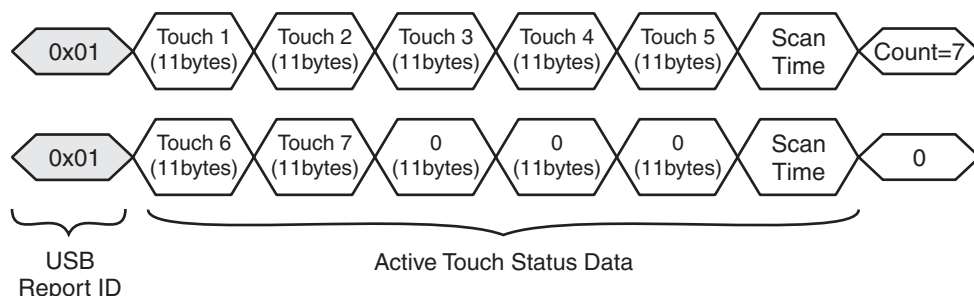 0x01
Touch 1
(11bytes)
Touch 2
(11bytes)
Touch 3
(11bytes)
Touch 4
(11bytes)
Touch 5
(11bytes)
Scan
Time
Count=7
0x01
Touch 6
(11bytes)
Touch 7
(11bytes)
0
(11bytes)
0
(11bytes)
0
(11bytes)
Scan
Time
0
USB
Report ID
Active Touch Status Data